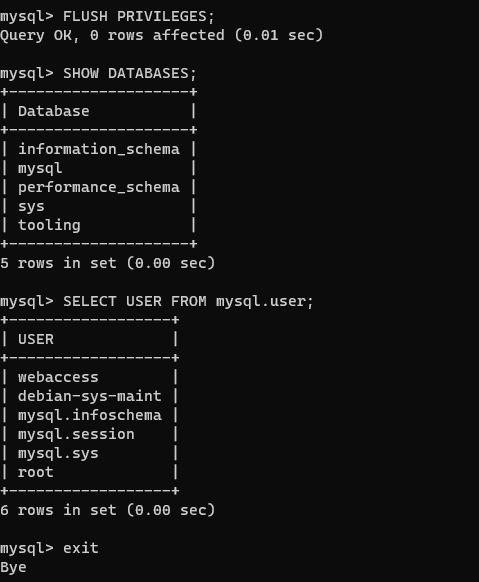 mysql> FLUSH PRIVILEGES;
Query OK, 0 rows affected (0.01 sec)
mysql> SHOW DATABASES;
+--------------------+
| Database           |
+--------------------+
| information_schema |
| mysql              |
| performance_schema |
| sys                |
| tooling            |
+--------------------+
5 rows in set (0.00 sec)
mysql> SELECT USER FROM mysql.user;
+------------------+
| USER             |
+------------------+
| webaccess        |
| debian-sys-maint |
| mysql.infoschema |
| mysql.session    |
| mysql.sys        |
| root             |
+------------------+
6 rows in set (0.00 sec)
mysql> exit
Bye